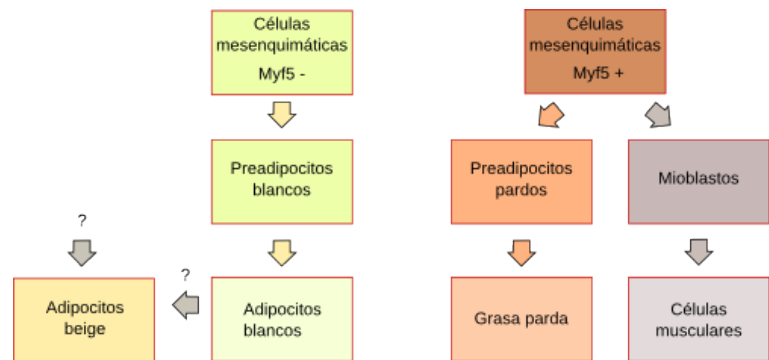 Células
mesenquimáticas
Myf5 -
Células
mesenquimáticas
Myf5 +
Preadipocitos
blancos
Preadipocitos
pardos
Mioblastos
?
?
Adipocitos
beige
Adipocitos
blancos
Grasa parda
Células
musculares